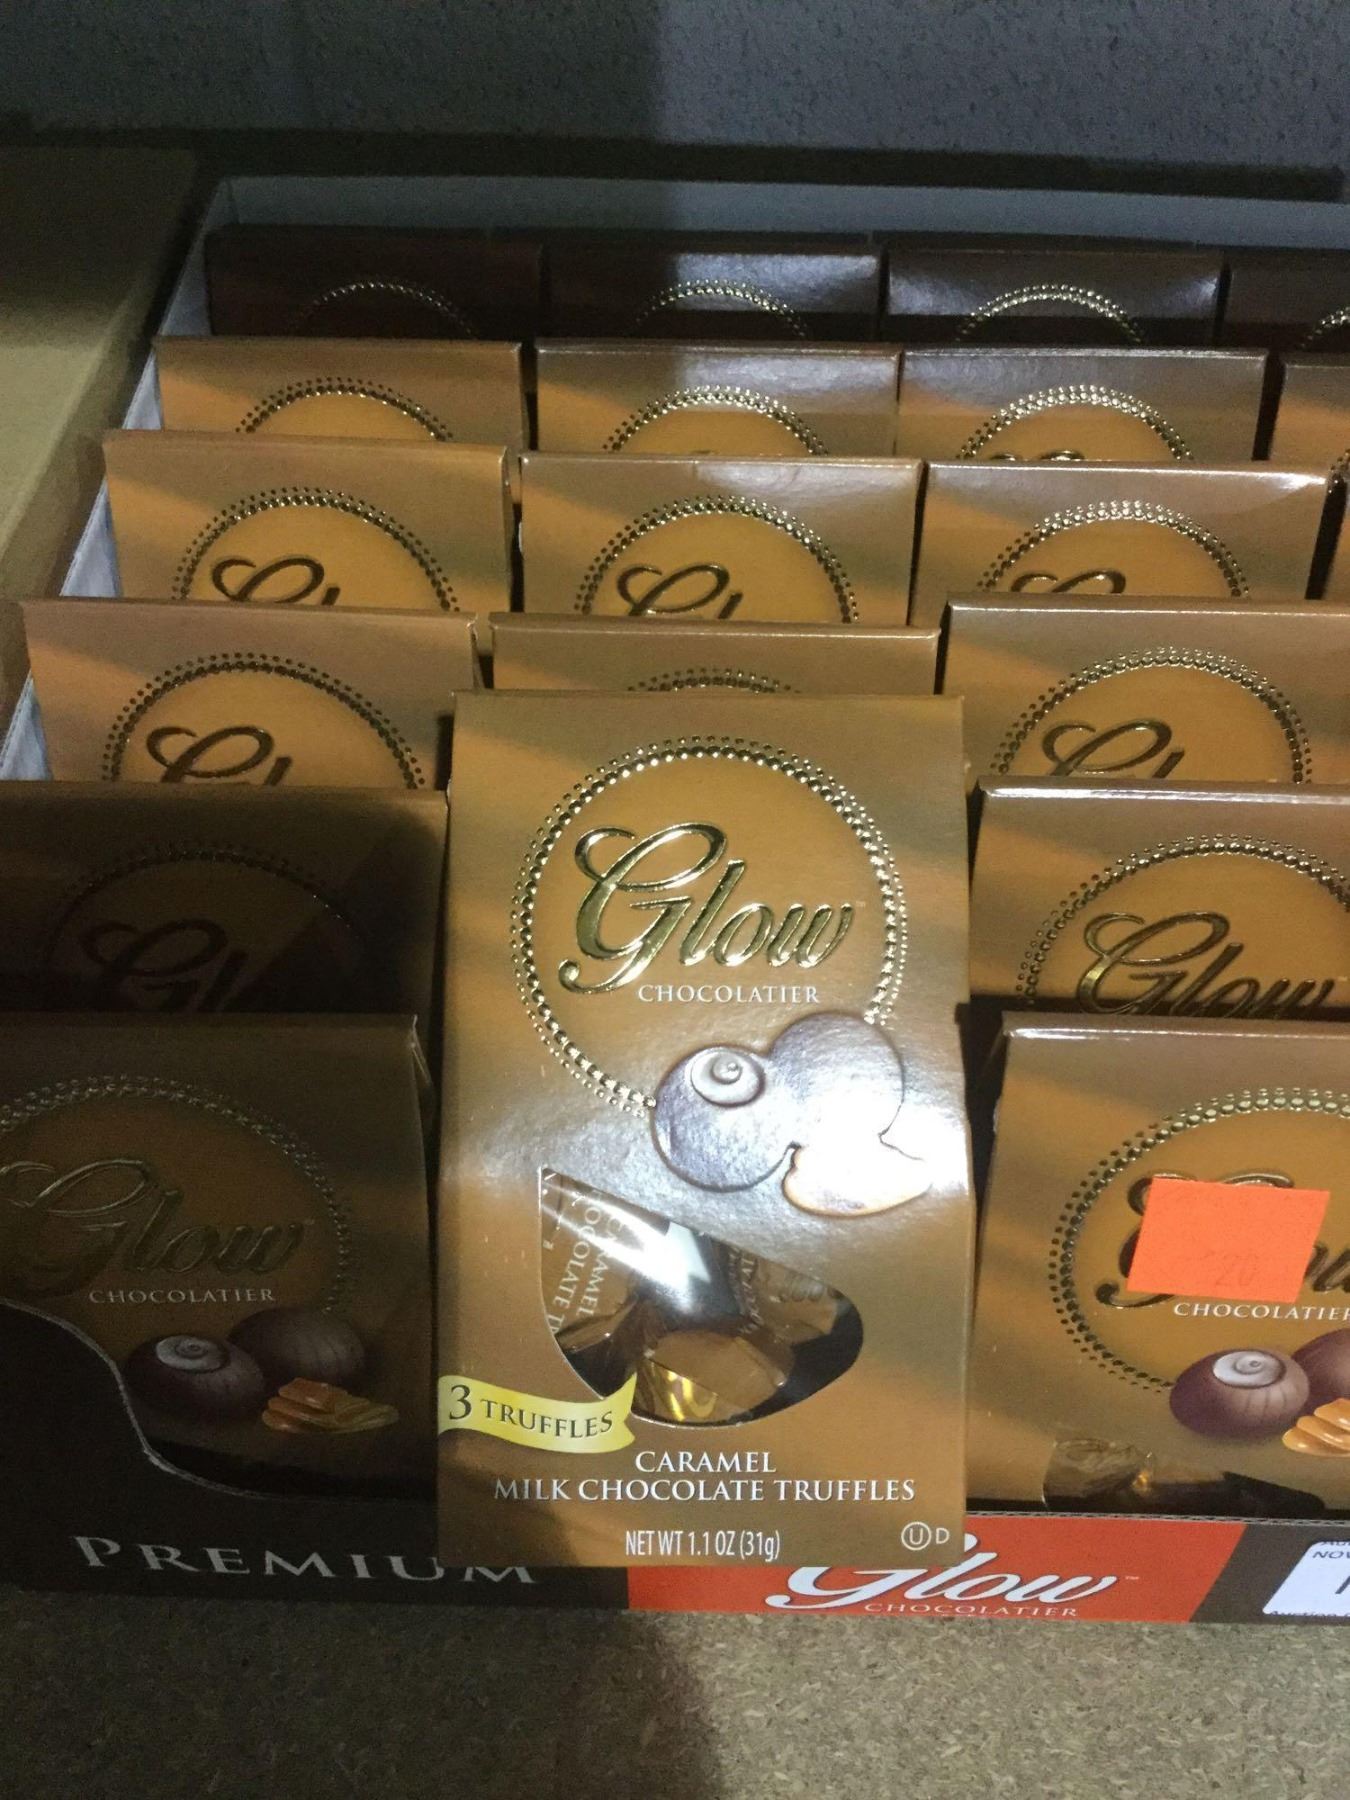 Glow
CHOCOLATIER
3 TRUFFLES
CARAMEL
MILK CHOCOLATE TRUFFLES
NET WT 1.1 OZ (31g)
U D
Glow
Glow
CHOCOLATIER
20
CHOCOLATIER
PREMIUM
Glow
CHOCOLATIER